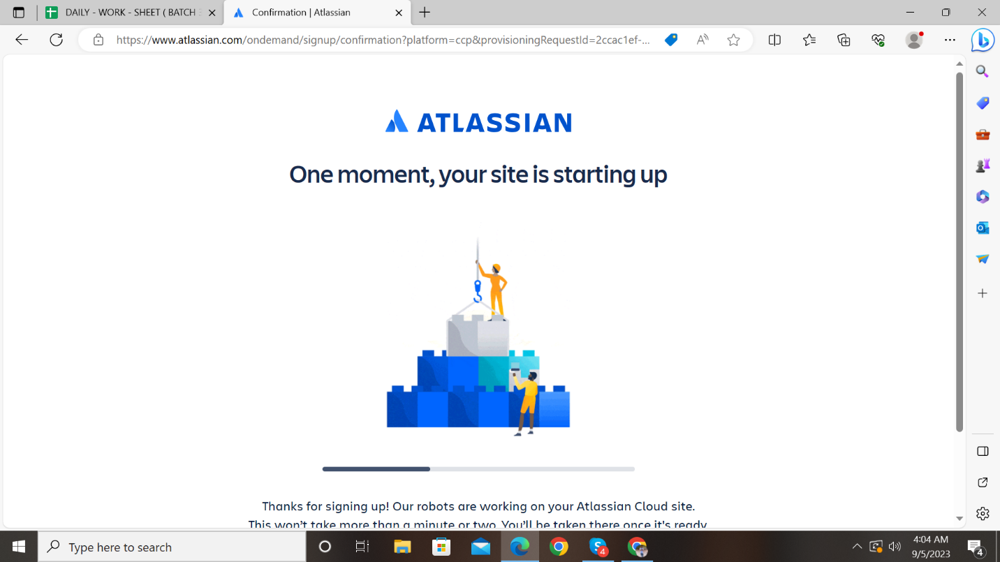 DAILY - WORK - SHEET ( BATCH
Confirmation | Atlassian
https://www.atlassian.com/ondemand/signup/confirmation?platform=ccp&provisioningRequestId=2ccac1ef-...
ATLASSIAN
One moment, your site is starting up
Thanks for signing up! Our robots are working on your Atlassian Cloud site.
This won't take more than a minute or two. You'll be taken there once it's ready
Type here to search
4
4:04 AM
9/5/2023
4